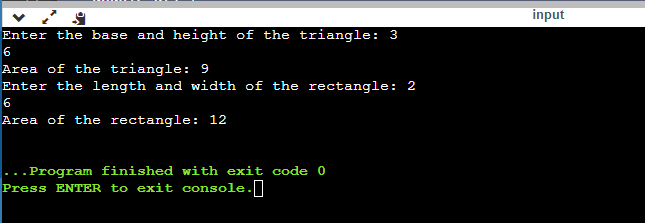 input
Enter the base and height of the triangle: 3
6
Area of the triangle: 9
Enter the length and width of the rectangle: 2
6
Area of the rectangle: 12
...Program finished with exit code 0
Press ENTER to exit console.